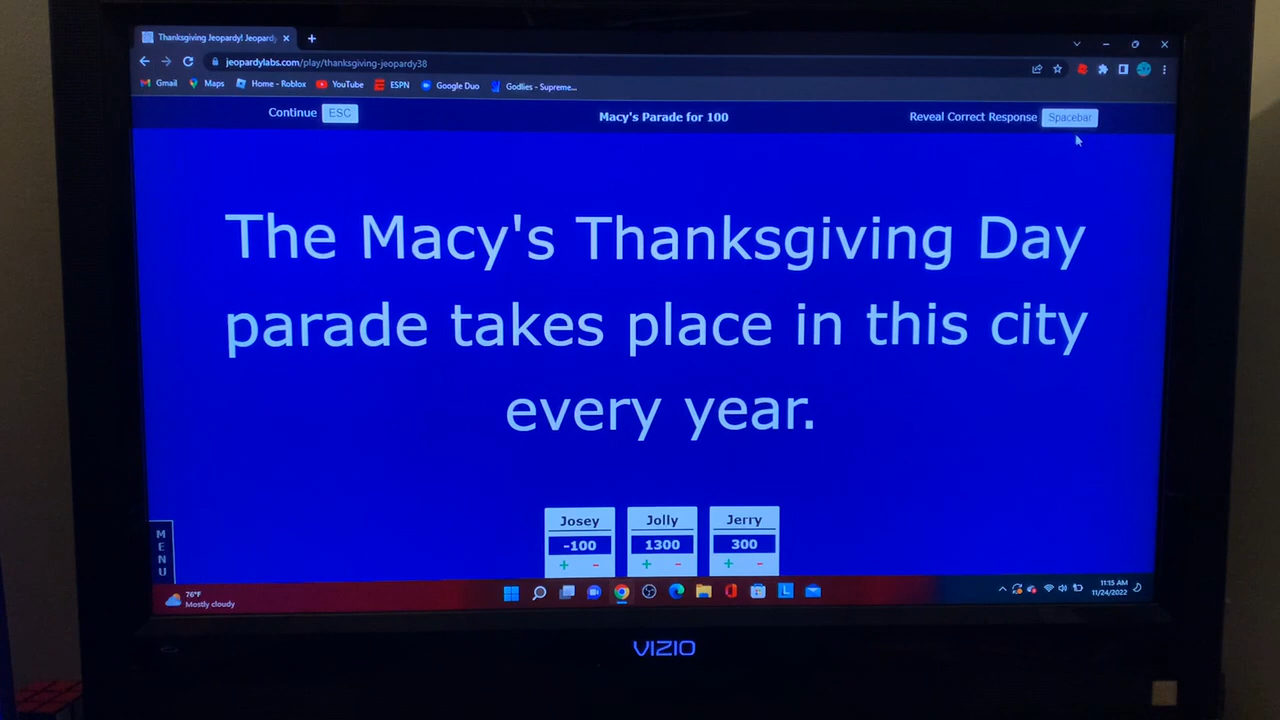 Thanksgiving Jeopardy! Jeopardy
jeopardylabs.com/play/thanksgiving-jeopardy38
Gmail Maps Home - Roblox YouTube ESPN Google Duo Godlies - Supreme...
Continue ESC Macy's Parade for 100 Reveal Correct Response Spacebar
The Macy's Thanksgiving Day
parade takes place in this city
every year.
Josey Jolly Jerry
-100 1300 300
+ - + - + -
MENU
76°F
Mostly cloudy
11:15 AM
11/24/2022
VIZIO